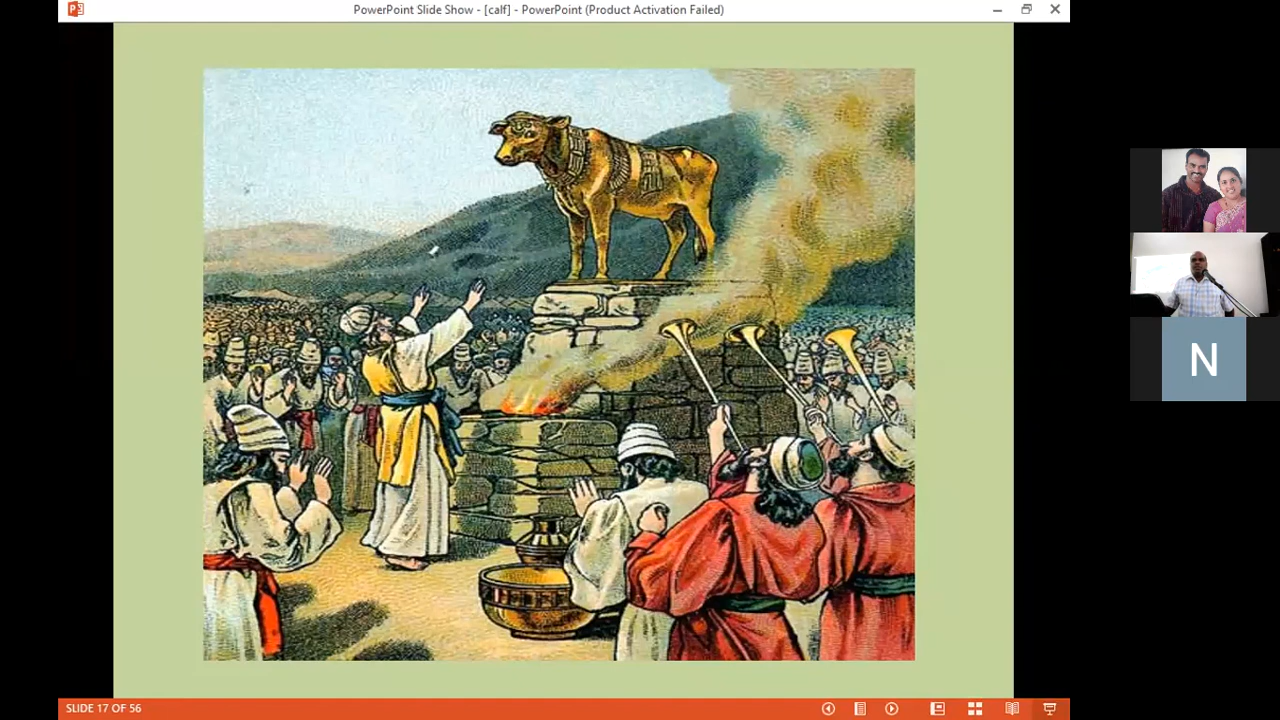 PowerPoint Slide Show - [calf] - PowerPoint (Product Activation Failed)
N
SLIDE 17 OF 56